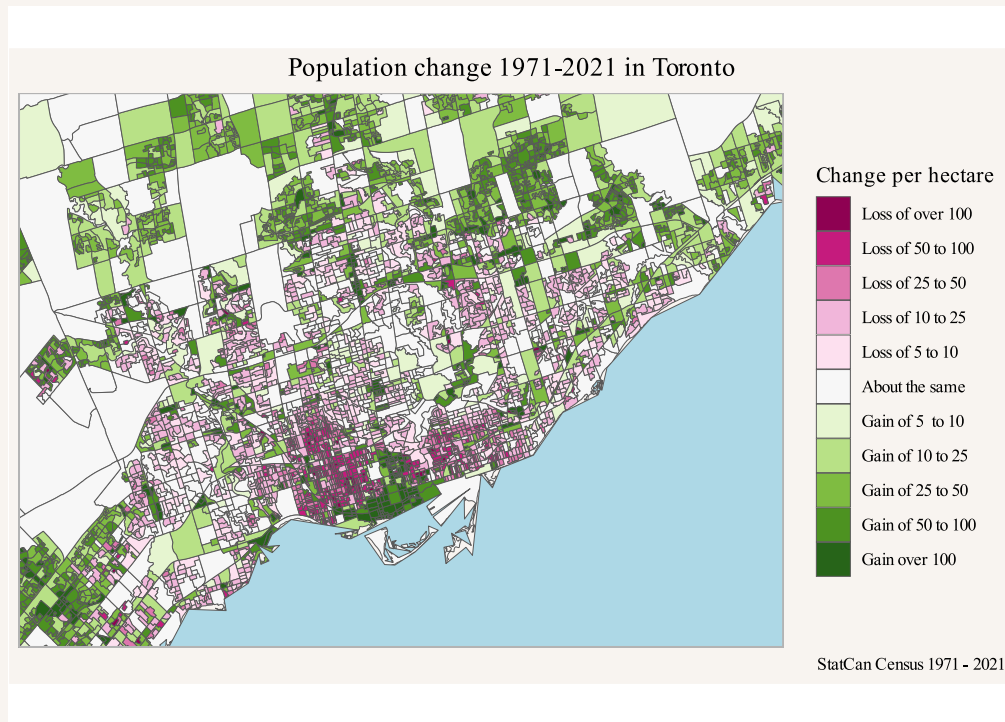 Population change 1971-2021 in Toronto
Change per hectare
Loss of over 100
Loss of 50 to 100
Loss of 25 to 50
Loss of 10 to 25
Loss of 5 to 10
About the same
Gain of 5 to 10
Gain of 10 to 25
Gain of 25 to 50
Gain of 50 to 100
Gain over 100
StatCan Census 1971 - 2021